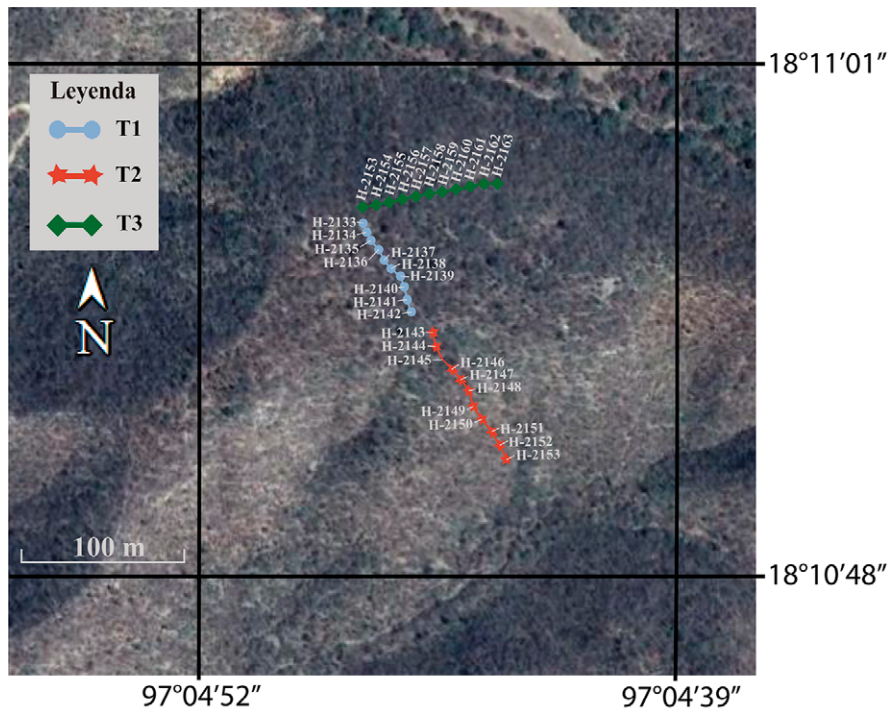 18°11′01″
Leyenda
T1
T2
T3
N
H-2153
H-2154
H-2155
H-2156
H-2157
H-2158
H-2159
H-2160
H-2161
H-2162
H-2163
H-2133
H-2134
H-2135
H-2136
H-2137
H-2138
H-2139
H-2140
H-2141
H-2142
H-2143
H-2144
H-2145
H-2146
H-2147
H-2148
H-2149
H-2150
H-2151
H-2152
H-2153
100 m
18°10′48″
97°04′52″
97°04′39″